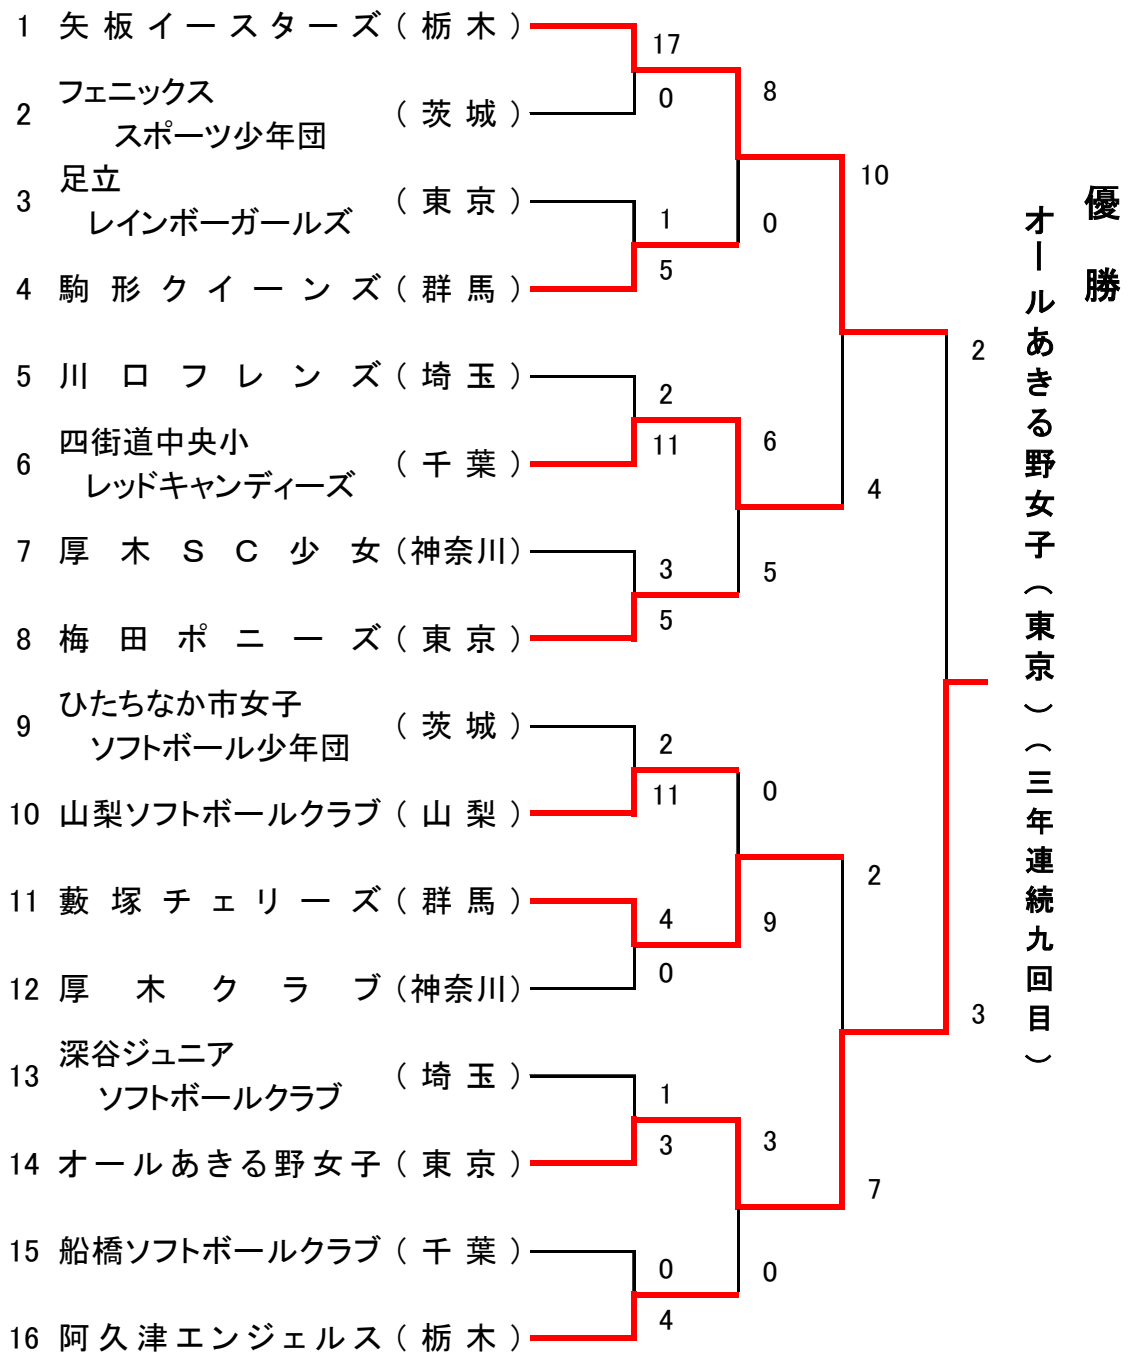 1 矢板イースターズ（栃木）
2 フェニックス
スポーツ少年団 （茨城）
3 足立
レインボーガールズ （東京）
4 駒形クイーンズ（群馬）
5 川口フレンズ（埼玉）
6 四街道中央小
レッドキャンディーズ （千葉）
7 厚木ＳＣ少女（神奈川）
8 梅田ポニーズ（東京）
9 ひたちなか市女子
ソフトボール少年団 （茨城）
10 山梨ソフトボールクラブ（山梨）
11 藪塚チェリーズ（群馬）
12 厚木クラブ（神奈川）
13 深谷ジュニア
ソフトボールクラブ （埼玉）
14 オールあきる野女子（東京）
15 船橋ソフトボールクラブ（千葉）
16 阿久津エンジェルス（栃木）
17
0
1
5
2
11
3
5
2
11
4
0
1
3
0
4
8
0
6
5
0
9
3
0
10
4
2
7
2
3
優勝
オールあきる野女子（東京）（三年連続九回目）